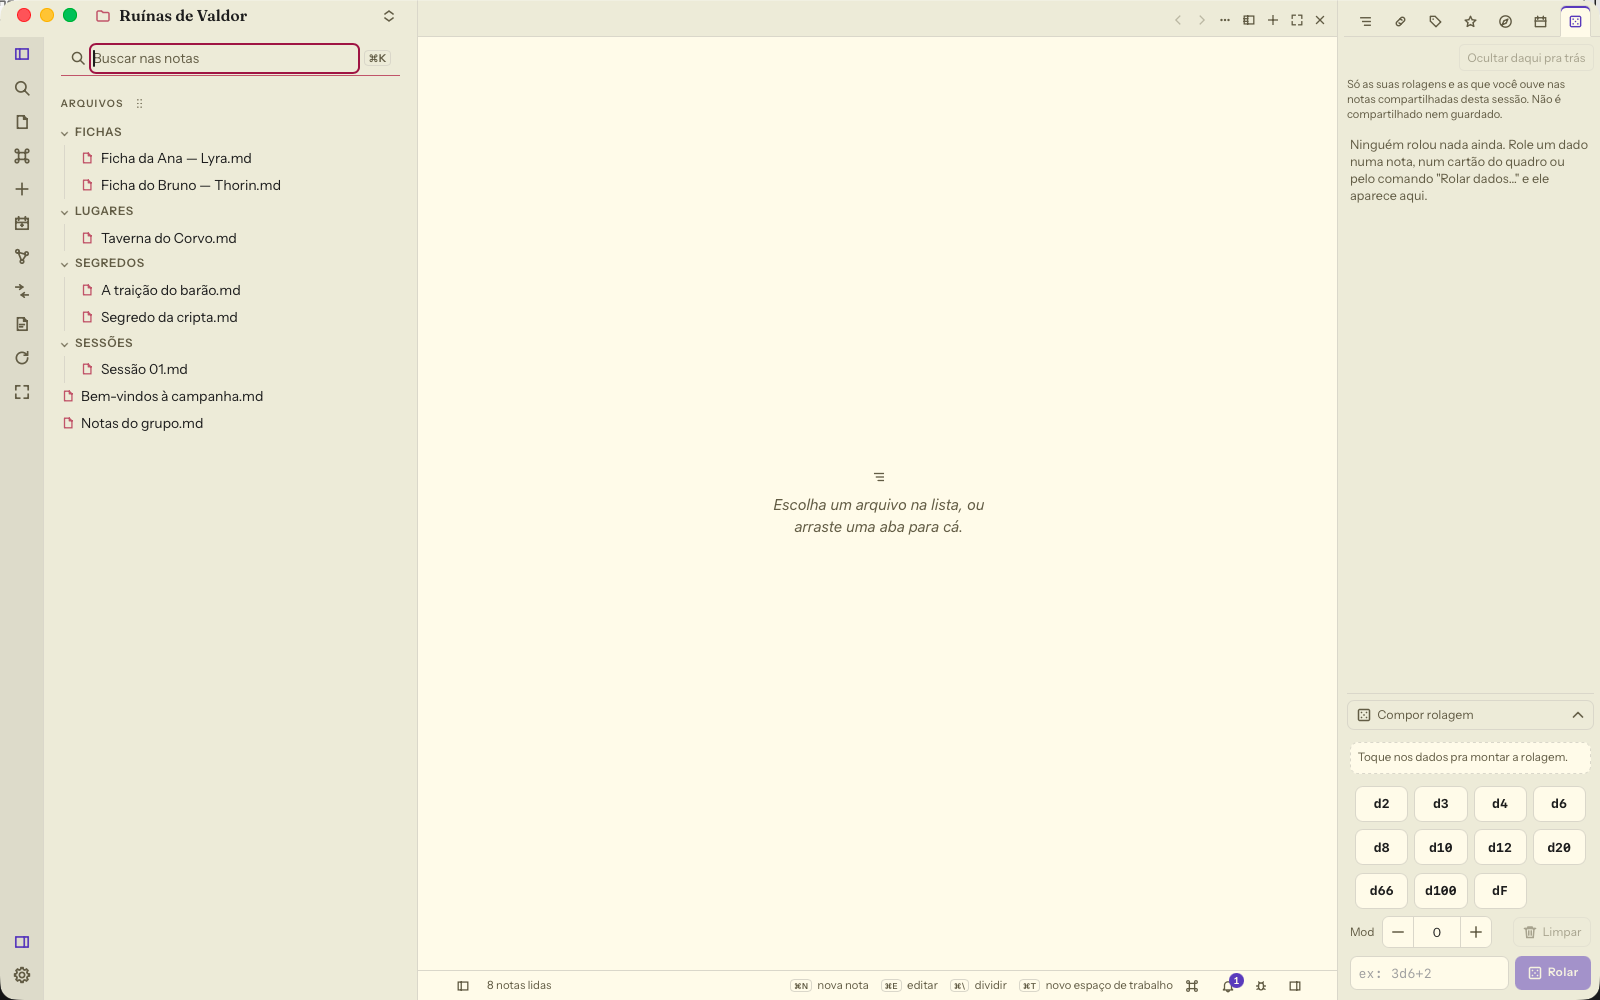 Ruínas de Valdor
Buscar nas notas
⌘K
ARQUIVOS
FICHAS
Ficha da Ana — Lyra.md
Ficha do Bruno — Thorin.md
LUGARES
Taverna do Corvo.md
SEGREDOS
A traição do barão.md
Segredo da cripta.md
SESSÕES
Sessão 01.md
Bem-vindos à campanha.md
Notas do grupo.md
Escolha um arquivo na lista, ou
arraste uma aba para cá.
8 notas lidas
⌘N nova nota ⌘E editar ⌘\ dividir ⌘T novo espaço de trabalho
1
Ocultar daqui pra trás
Só as suas rolagens e as que você ouve nas
notas compartilhadas desta sessão. Não é
compartilhado nem guardado.
Ninguém rolou nada ainda. Role um dado
numa nota, num cartão do quadro ou
pelo comando "Rolar dados…" e ele
aparece aqui.
Compor rolagem
Toque nos dados pra montar a rolagem.
d2 d3 d4 d6
d8 d10 d12 d20
d66 d100 dF
Mod 0 Limpar
ex: 3d6+2 Rolar